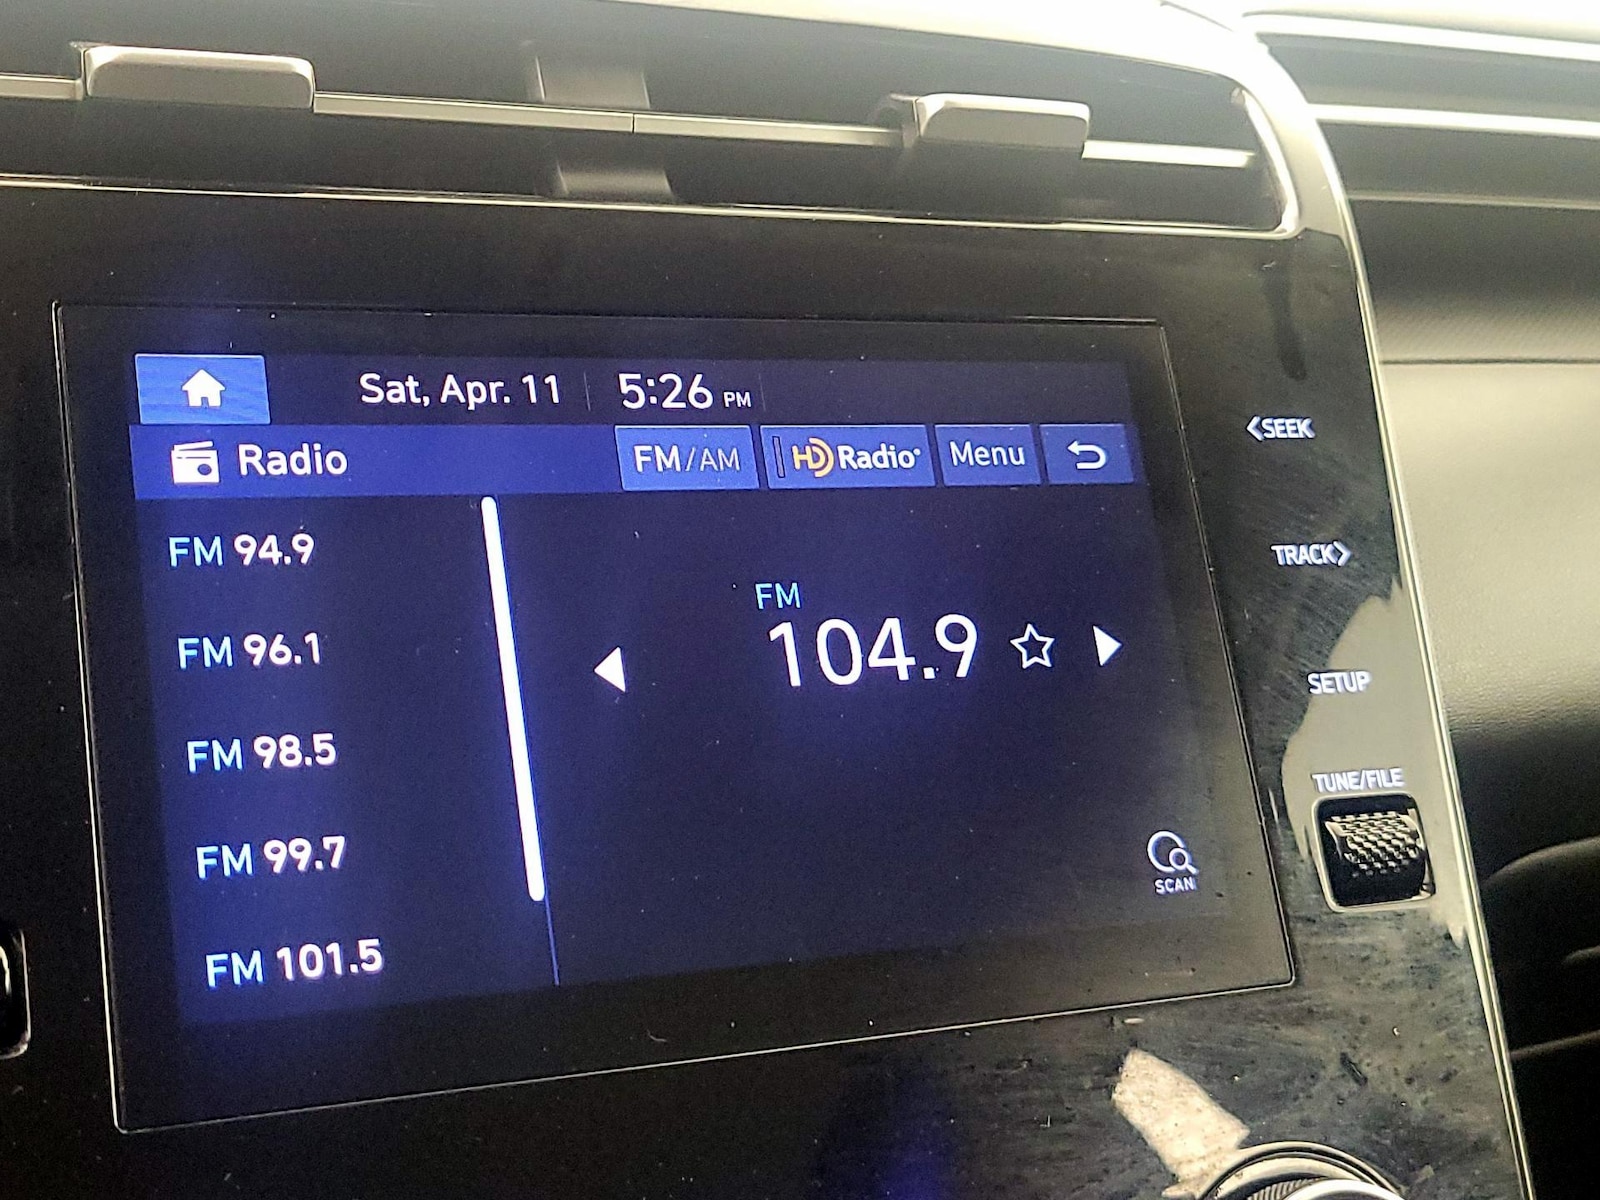 Sat, Apr. 11 5:26 PM
Radio FM/AM HD Radio Menu
FM 94.9
FM 96.1
FM 98.5
FM 99.7
FM 101.5
FM
104.9
SCAN
<SEEK
TRACK>
SETUP
TUNE/FILE